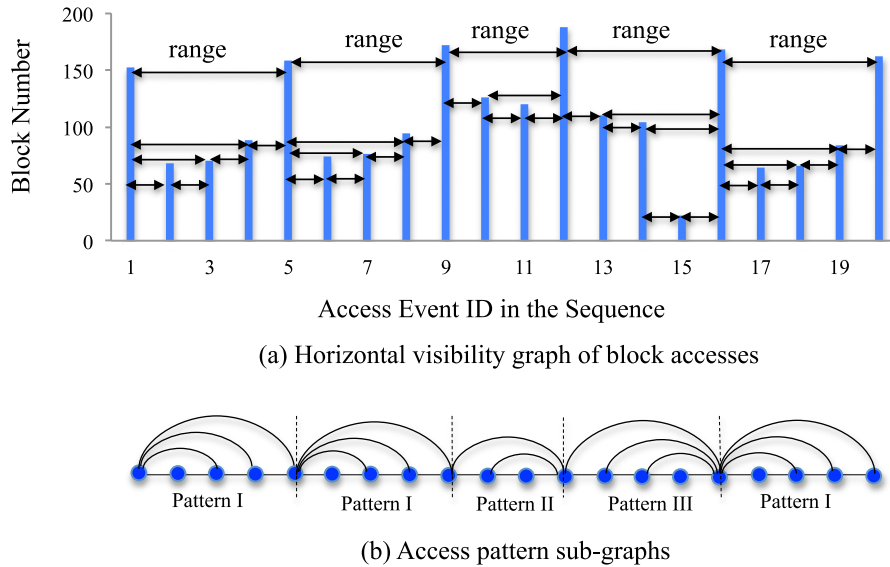 200
range
range
range
range
range
150
100
50
0
Block Number
1 3 5 7 9 11 13 15 17 19
Access Event ID in the Sequence
(a) Horizontal visibility graph of block accesses
Pattern I Pattern I Pattern II Pattern III Pattern I
(b) Access pattern sub-graphs